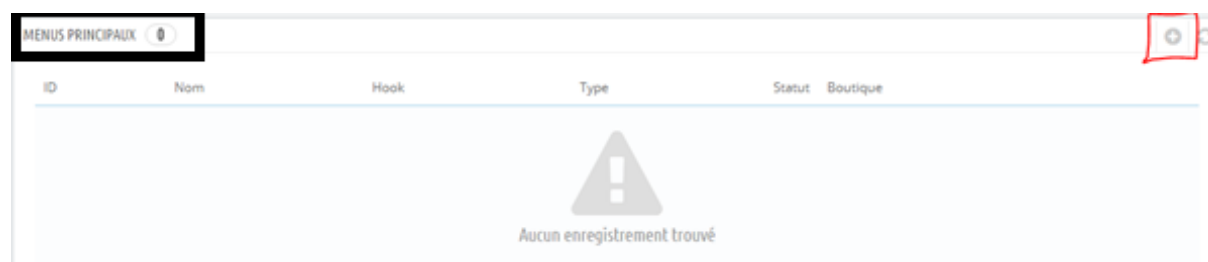 MENUS PRINCIPAUX 0
ID Nom Hook Type Statut Boutique
Aucun enregistrement trouvé